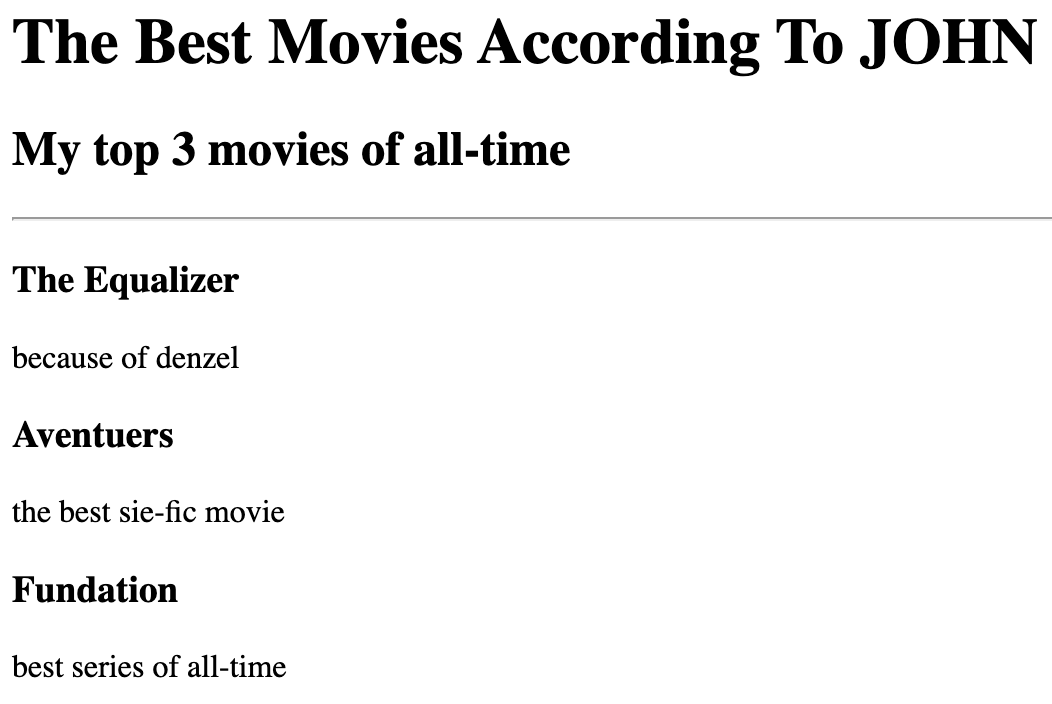 The Best Movies According To JOHN
My top 3 movies of all-time
The Equalizer
because of denzel
Aventuers
the best sie-fic movie
Fundation
best series of all-time